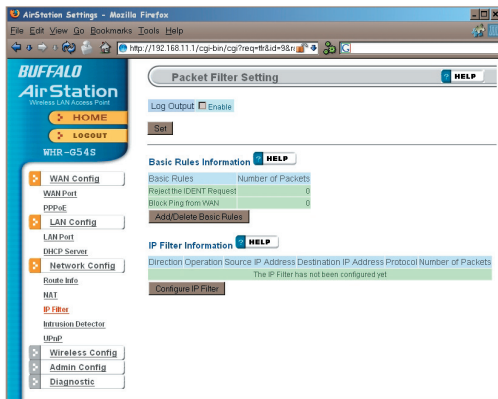 AirStation Settings - Mozilla Firefox
File Edit View Go Bookmarks Tools Help
http://192.168.11.1/cgi-bin/cgi?req=tfr&id=9&r
BUFFALO
AirStation
Wireless LAN Access Point
HOME
LOGOUT
WHR-G54S
WAN Config
WAN Port
PPPoE
LAN Config
LAN Port
DHCP Server
Network Config
Route Info
NAT
IP Filter
Intrusion Detector
UPnP
Wireless Config
Admin Config
Diagnostic
Packet Filter Setting
HELP
Log Output Enable
Set
Basic Rules Information HELP
Basic Rules Number of Packets
Reject the IDENT Request 0
Block Ping from WAN 0
Add/Delete Basic Rules
IP Filter Information HELP
Direction Operation Source IP Address Destination IP Address Protocol Number of Packets
The IP Filter has not been configured yet
Configure IP Filter